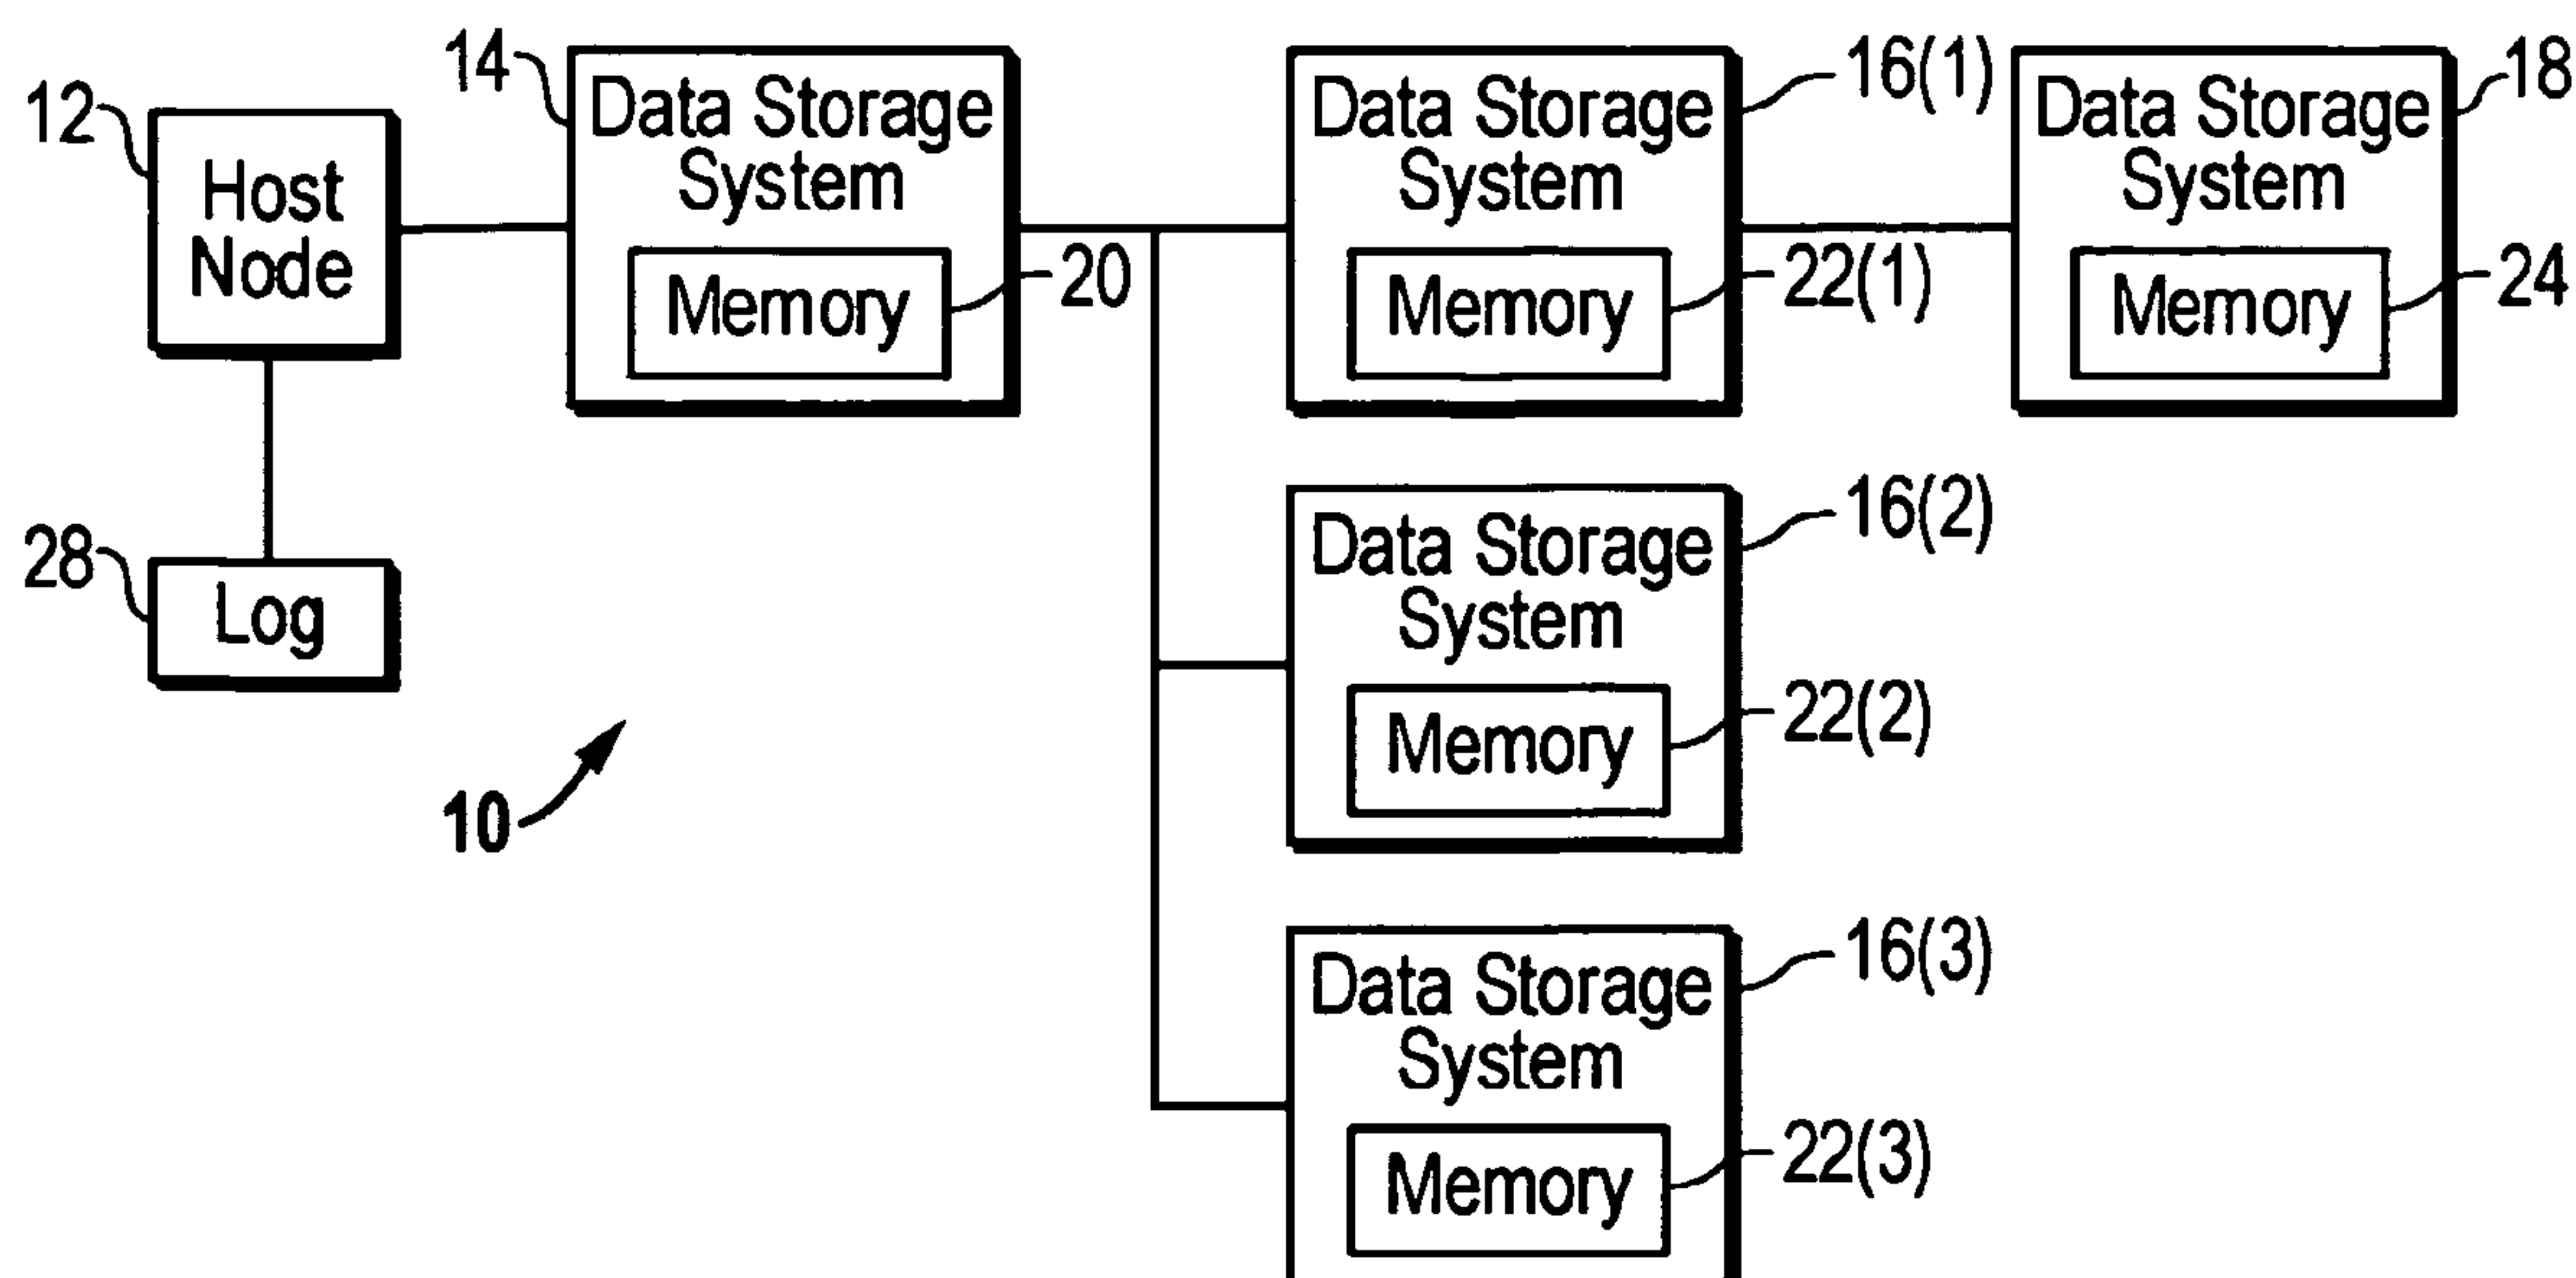 12
Host
Node
28
Log
10
14
Data Storage
System
Memory
20
16(1)
Data Storage
System
Memory
22(1)
18
Data Storage
System
Memory
24
16(2)
Data Storage
System
Memory
22(2)
16(3)
Data Storage
System
Memory
22(3)